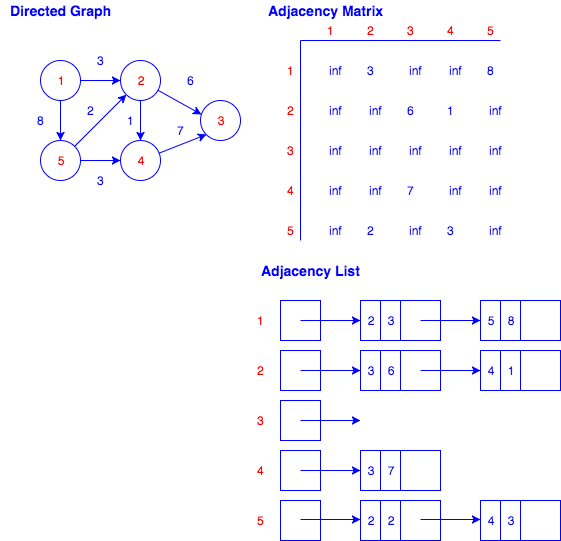 Directed Graph
3
1
2
6
8
2
1
3
7
5
4
3
Adjacency Matrix
1 2 3 4 5
1 inf 3 inf inf 8
2 inf inf 6 1 inf
3 inf inf inf inf inf
4 inf inf 7 inf inf
5 inf 2 inf 3 inf
Adjacency List
1 2 3 5 8
2 3 6 4 1
3
4 3 7
5 2 2 4 3